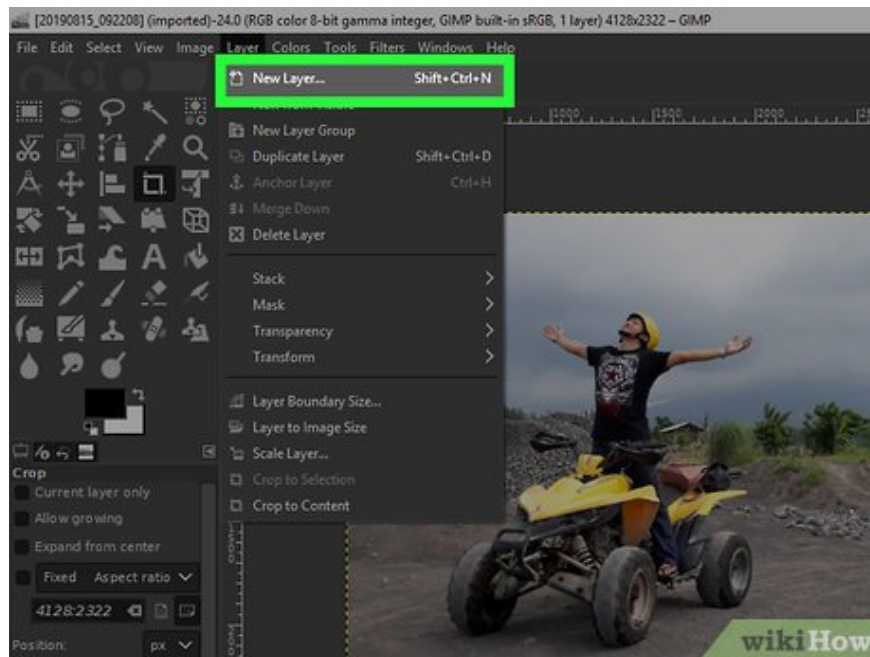 [20190815_092208] (imported)-24.0 (RGB color 8-bit gamma integer, GIMP built-in sRGB, 1 layer) 4128x2322 – GIMP
File Edit Select View Image Layer Colors Tools Filters Windows Help
New Layer... Shift+Ctrl+N
New Layer Group
Duplicate Layer Shift+Ctrl+D
Anchor Layer Ctrl+H
Merge Down
Delete Layer
Stack
Mask
Transparency
Transform
Layer Boundary Size...
Layer to Image Size
Scale Layer...
Crop to Selection
Crop to Content
1000 1500 2000
Crop
Current layer only
Allow growing
Expand from center
Fixed Aspect ratio
4128:2322
Position: px
wikiHow